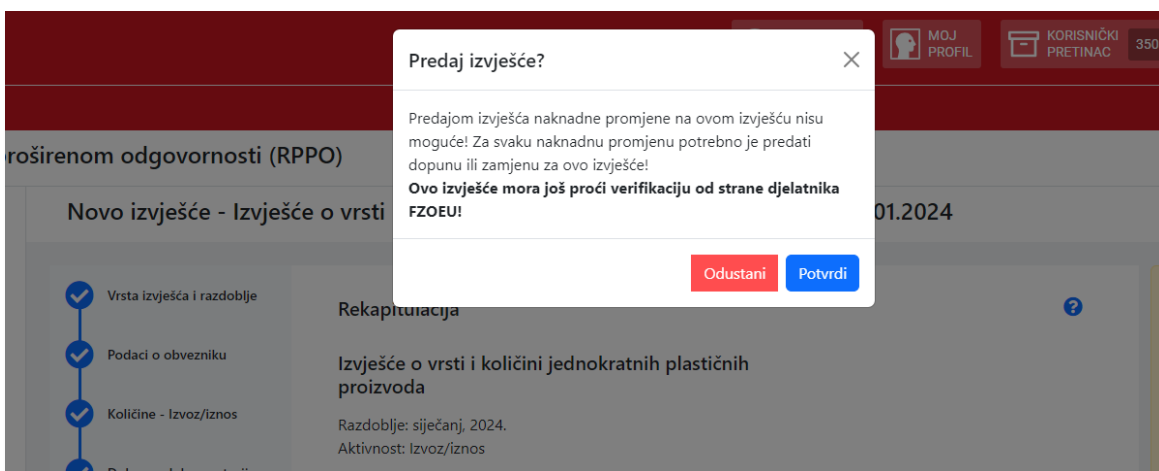 MOJ
PROFIL
KORISNIČKI
PRETINAC
350
Predaj izvješće?
Predajom izvješća naknadne promjene na ovom izvješću nisu
moguće! Za svaku naknadnu promjenu potrebno je predati
dopunu ili zamjenu za ovo izvješće!
Ovo izvješće mora još proći verifikaciju od strane djelatnika
FZOEU!
Odustani
Potvrdi
roširenom odgovornosti (RPPO)
Novo izvješće - Izvješće o vrsti
01.2024
Vrsta izvješća i razdoblje
Podaci o obvezniku
Količine - Izvoz/iznos
Rekapitulacija
Izvješće o vrsti i količini jednokratnih plastičnih
proizvoda
Razdoblje: siječanj, 2024.
Aktivnost: Izvoz/iznos